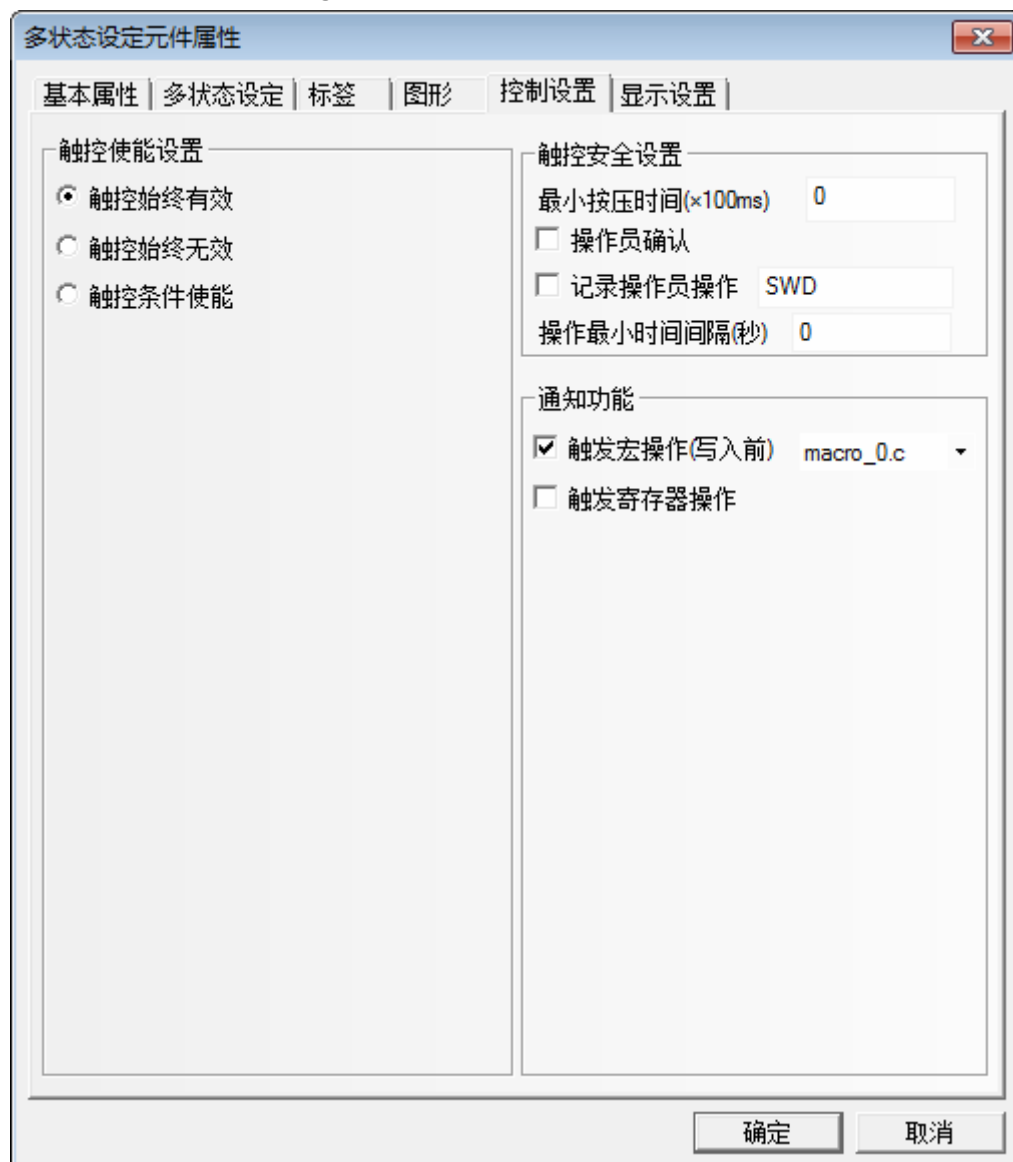 多状态设定元件属性
基本属性 多状态设定 标签 图形 控制设置 显示设置
触控使能设置
触控始终有效
触控始终无效
触控条件使能
触控安全设置
最小按压时间(×100ms) 0
操作员确认
记录操作员操作 SWD
操作最小时间间隔(秒) 0
通知功能
触发宏操作(写入前) macro_0.c
触发寄存器操作
确定 取消